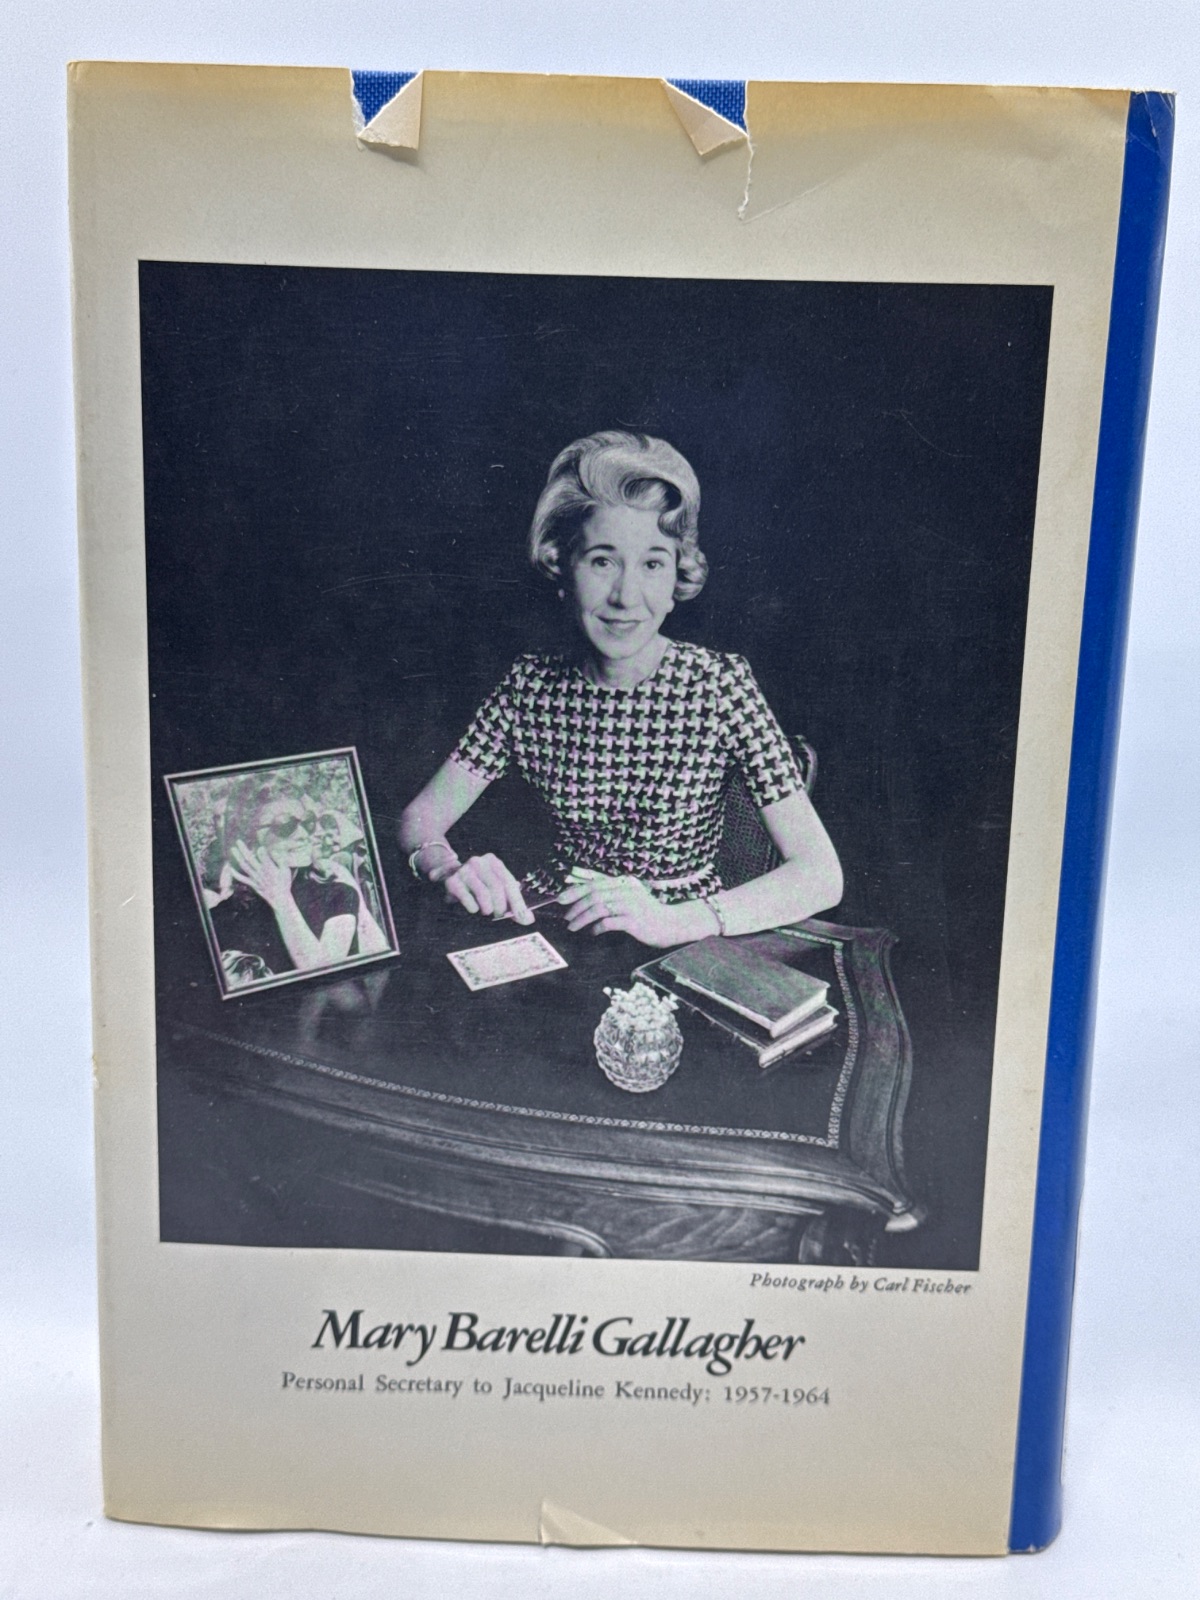 Photograph by Carl Fischer
Mary Barelli Gallagher
Personal Secretary to Jacqueline Kennedy: 1957-1964